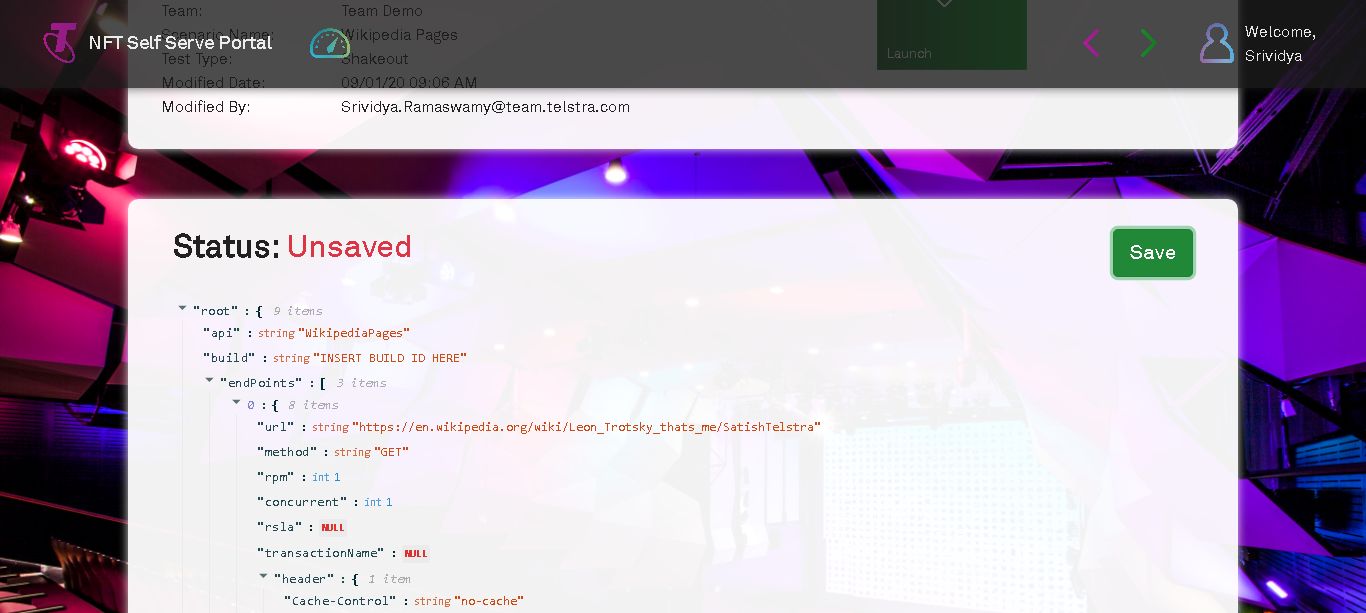 Team: Team Demo
Scenario Name: Wikipedia Pages
NFT Self Serve Portal
Test Type: Shakeout
Modified Date: 09/01/20 09:06 AM
Modified By: Srividya.Ramaswamy@team.telstra.com
Launch
Welcome,
Srividya
Status: Unsaved
Save
"root" : { 9 items
"api" : string "WikipediaPages"
"build" : string "INSERT BUILD ID HERE"
"endPoints" : [ 3 items
0 : { 8 items
"url" : string "https://en.wikipedia.org/wiki/Leon_Trotsky_thats_me/SatishTelstra"
"method" : string "GET"
"rpm" : int 1
"concurrent" : int 1
"rsla" : NULL
"transactionName" : NULL
"header" : { 1 item
"Cache-Control" : string "no-cache"